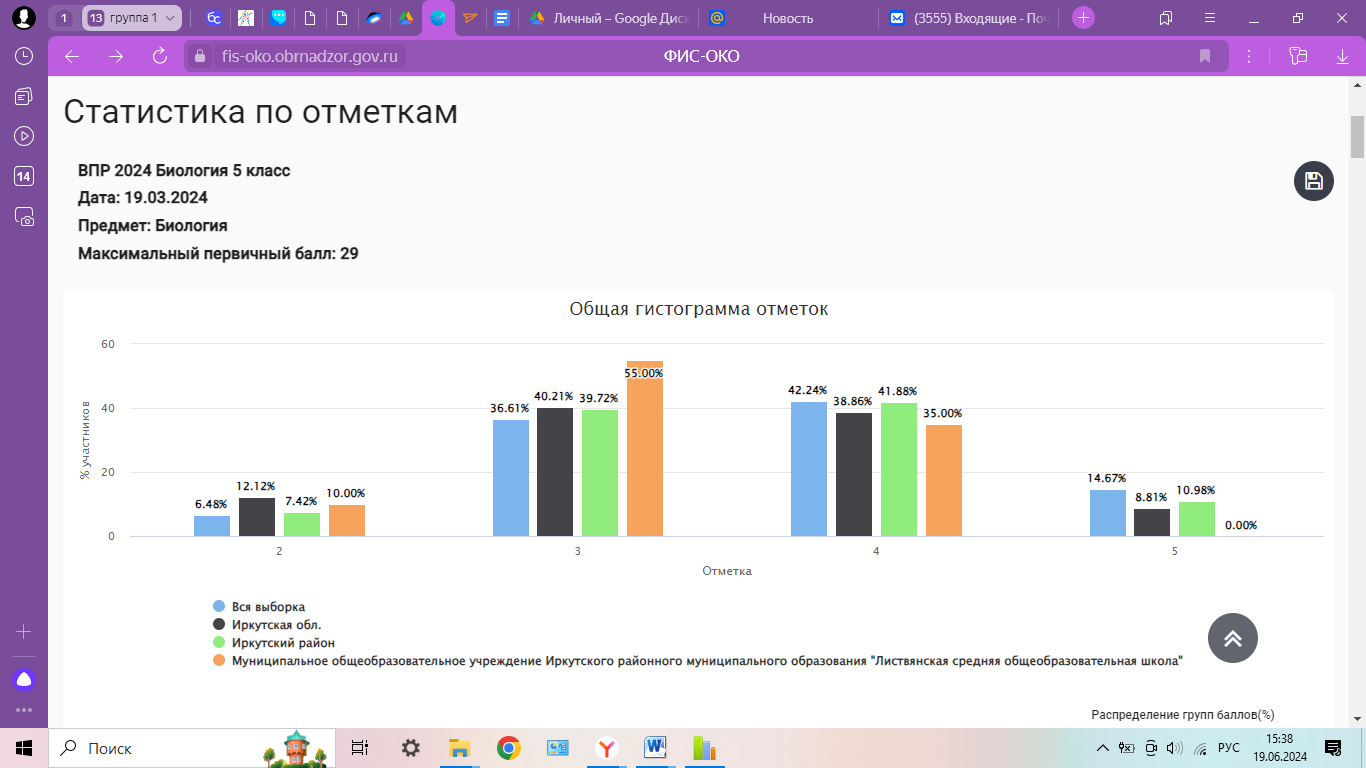 1
13 группа 1
Личный – Google Дис
Новость
(3555) Входящие - Поч
fis-oko.obrnadzor.gov.ru
ФИС-ОКО
14
Статистика по отметкам
ВПР 2024 Биология 5 класс
Дата: 19.03.2024
Предмет: Биология
Максимальный первичный балл: 29
Общая гистограмма отметок
60
40
20
0
% участников
6.48% 12.12% 7.42% 10.00%
36.61% 40.21% 39.72% 55.00%
42.24% 38.86% 41.88% 35.00%
14.67% 8.81% 10.98% 0.00%
2 3 4 5
Отметка
Вся выборка
Иркутская обл.
Иркутский район
Муниципальное общеобразовательное учреждение Иркутского районного муниципального образования "Листвянская средняя общеобразовательная школа"
Распределение групп баллов(%)
Поиск
РУС
15:38
19.06.2024